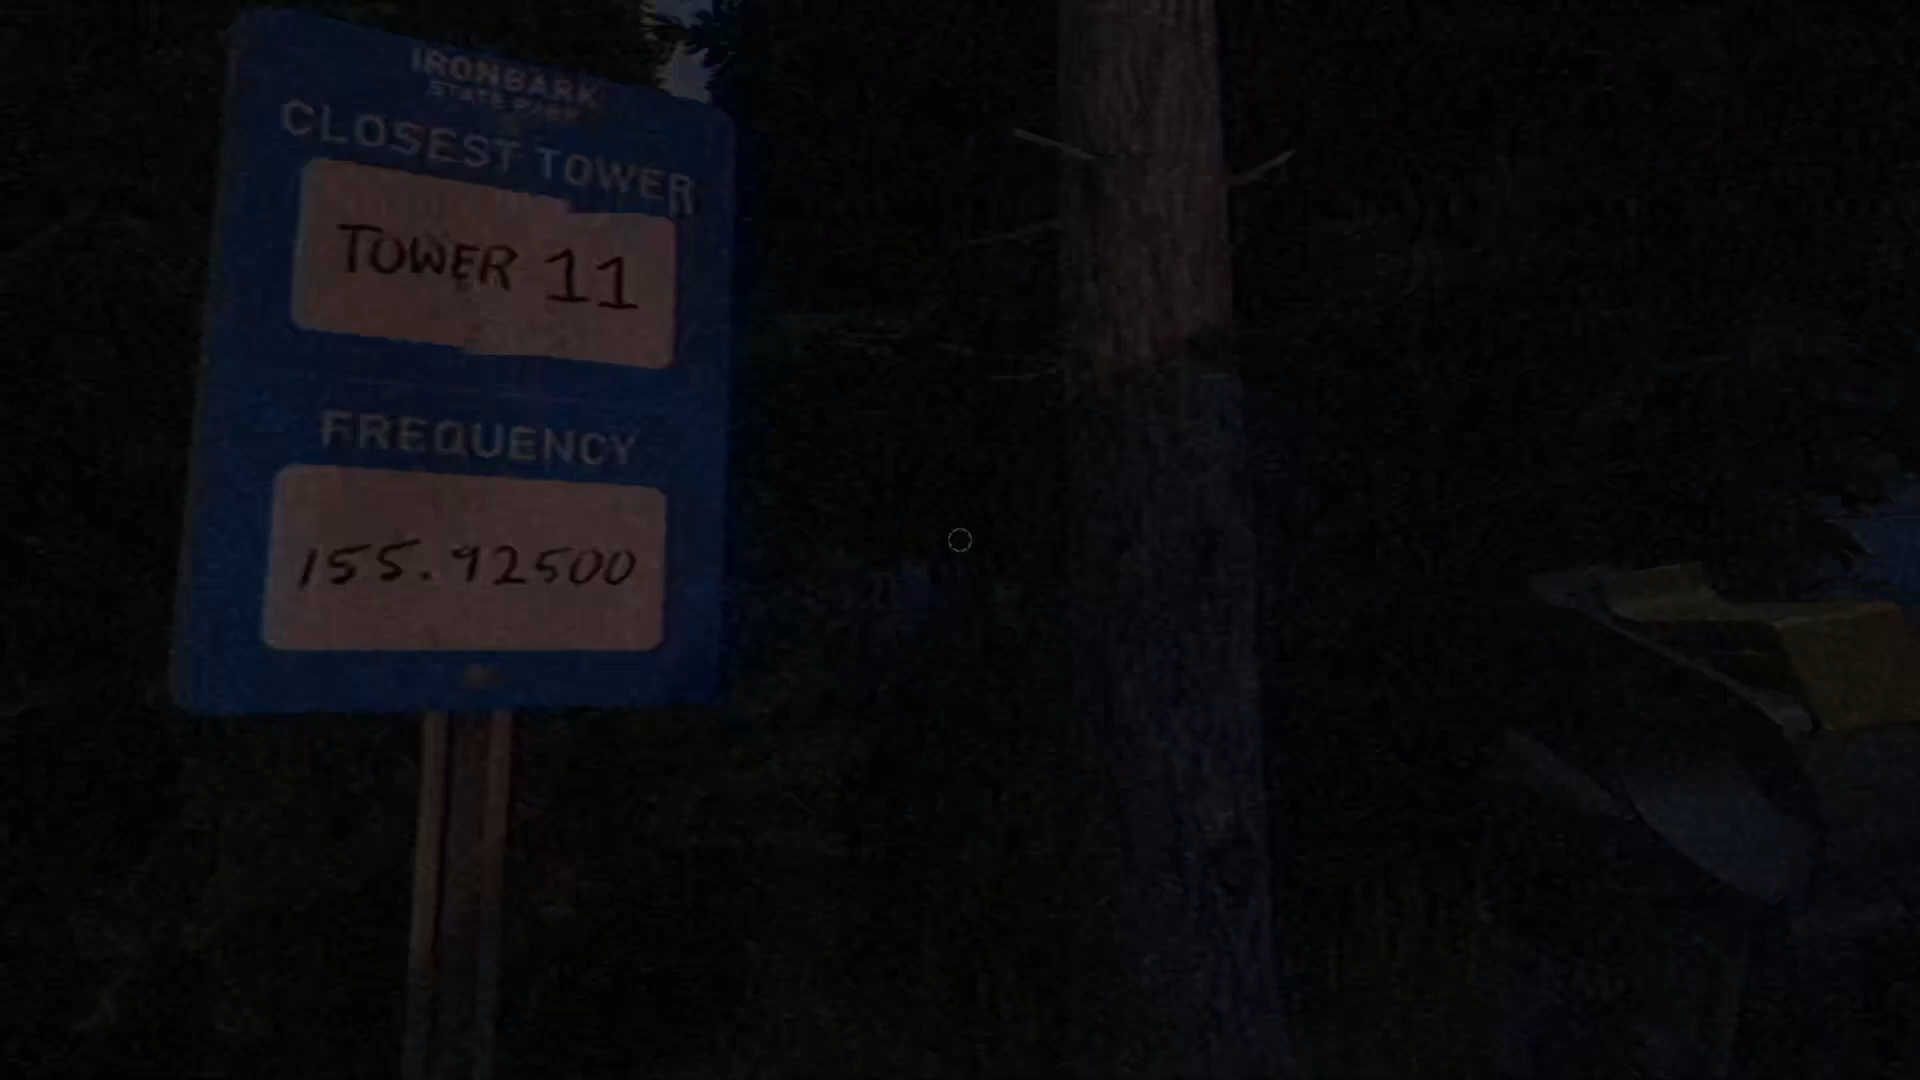 IRONBARK
STATE PARK
CLOSEST TOWER
TOWER 11
FREQUENCY
155.92500